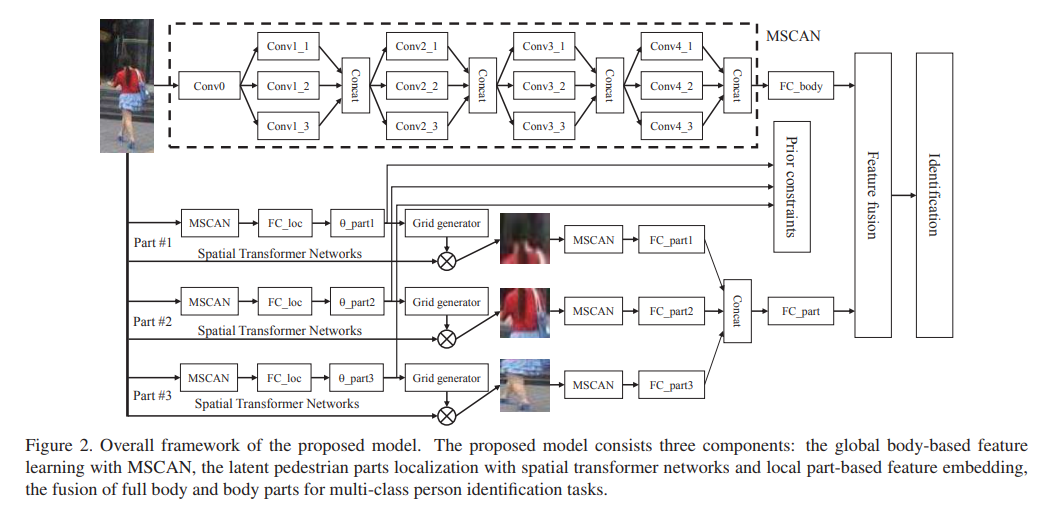 MSCAN
Conv0
Conv1_1
Conv1_2
Conv1_3
Concat
Conv2_1
Conv2_2
Conv2_3
Concat
Conv3_1
Conv3_2
Conv3_3
Concat
Conv4_1
Conv4_2
Conv4_3
Concat
FC_body
Prior constraints
Feature fusion
Identification
Part #1
MSCAN
FC_loc
θ_part1
Grid generator
Spatial Transformer Networks
MSCAN
FC_part1
Part #2
MSCAN
FC_loc
θ_part2
Grid generator
Spatial Transformer Networks
MSCAN
FC_part2
Part #3
MSCAN
FC_loc
θ_part3
Grid generator
Spatial Transformer Networks
MSCAN
FC_part3
Concat
FC_part
Figure 2. Overall framework of the proposed model. The proposed model consists three components: the global body-based feature
learning with MSCAN, the latent pedestrian parts localization with spatial transformer networks and local part-based feature embedding,
the fusion of full body and body parts for multi-class person identification tasks.